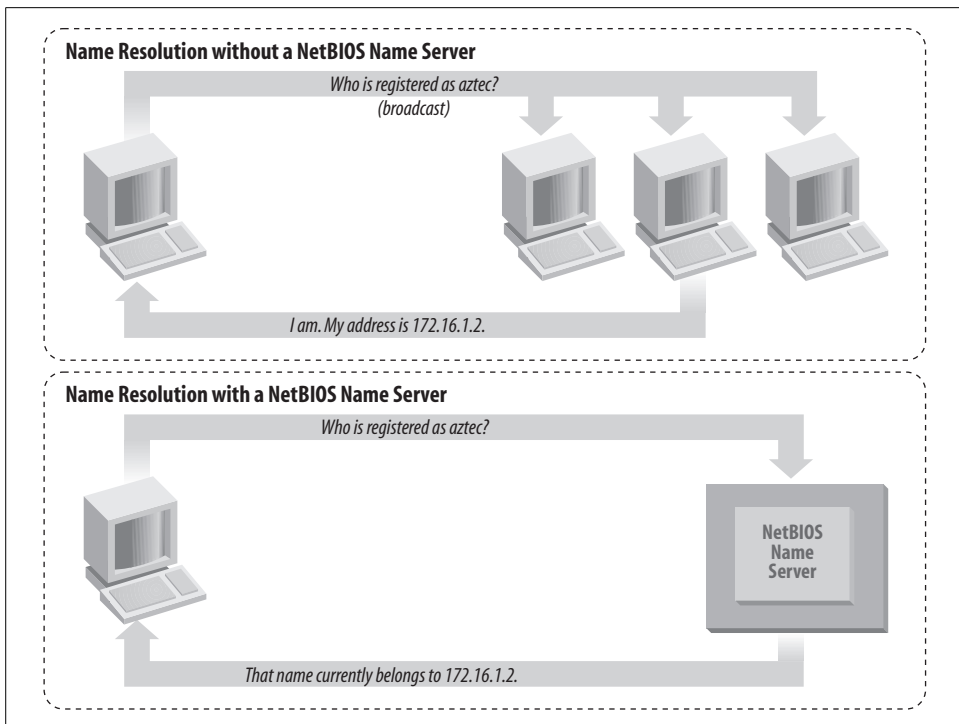 Name Resolution without a NetBIOS Name Server
Who is registered as aztec?
(broadcast)
I am. My address is 172.16.1.2.
Name Resolution with a NetBIOS Name Server
Who is registered as aztec?
NetBIOS
Name
Server
That name currently belongs to 172.16.1.2.